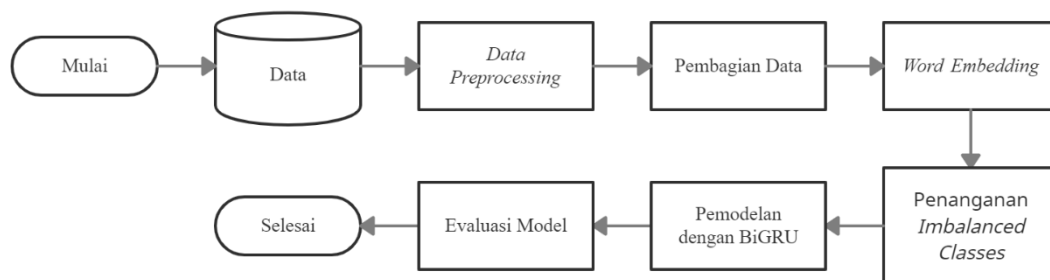 Mulai
Data
Data
Preprocessing
Pembagian Data
Word Embedding
Penanganan
Imbalanced
Classes
Pemodelan
dengan BiGRU
Evaluasi Model
Selesai